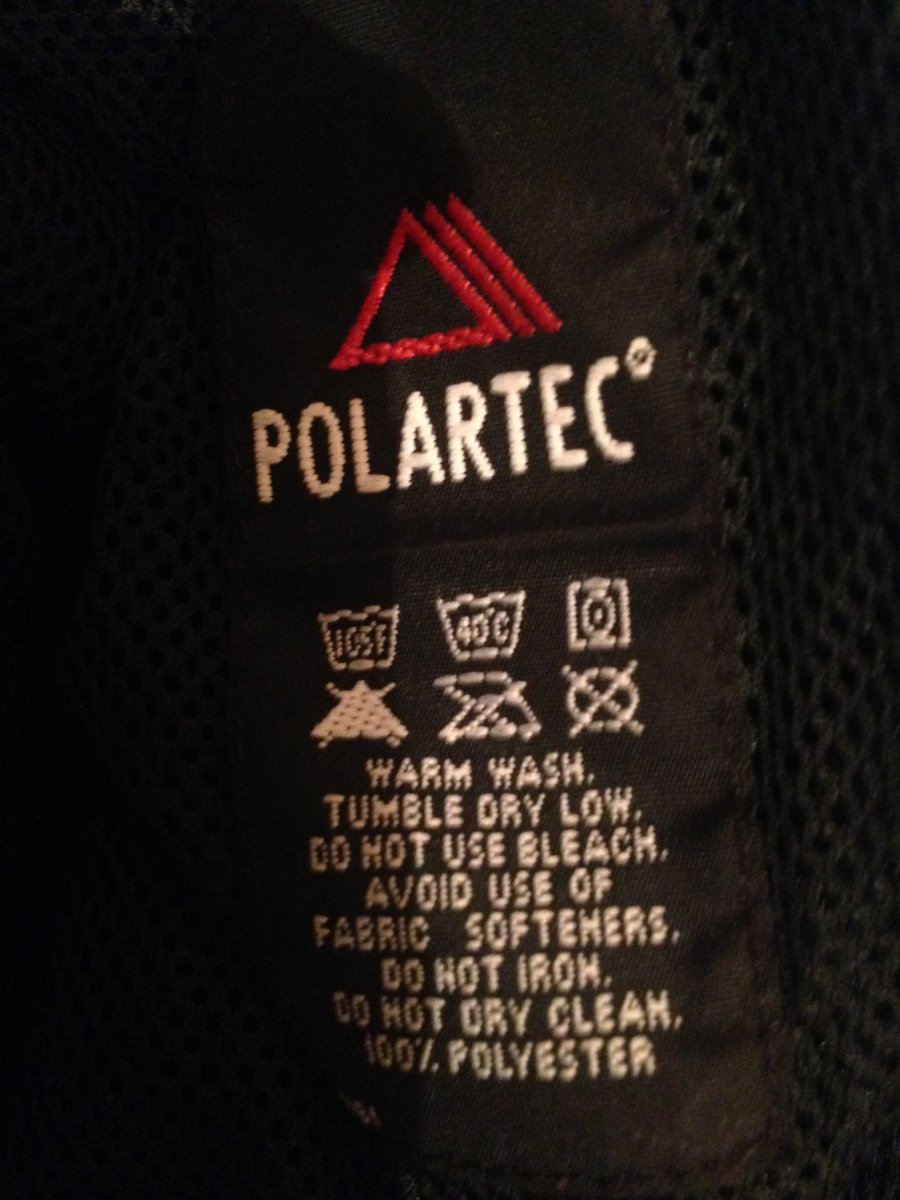 POLARTEC®
105°F 40°C
WARM WASH.
TUMBLE DRY LOW.
DO NOT USE BLEACH.
AVOID USE OF
FABRIC SOFTENERS.
DO NOT IRON.
DO NOT DRY CLEAN.
100% POLYESTER